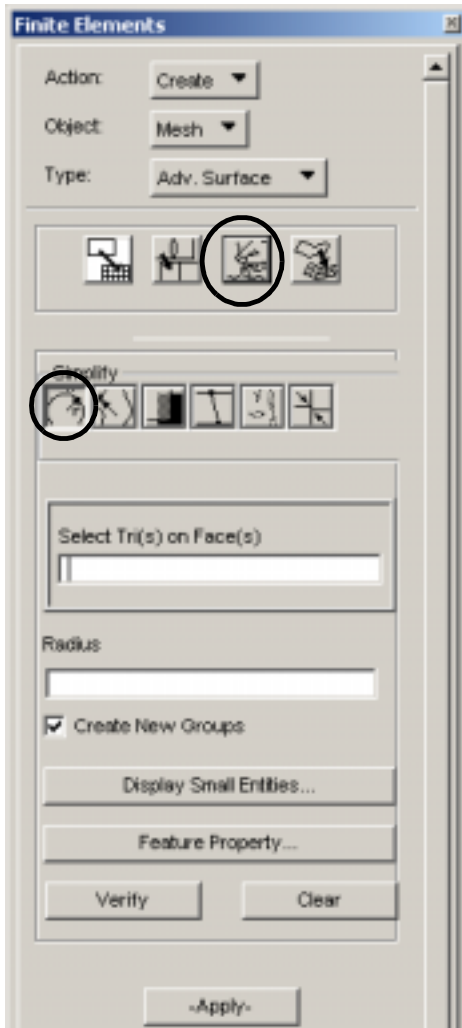 Finite Elements
Action: Create
Object: Mesh
Type: Adv. Surface
Simplify
Select Tri(s) on Face(s)
Radius
Create New Groups
Display Small Entities...
Feature Property...
Verify Clear
-Apply-